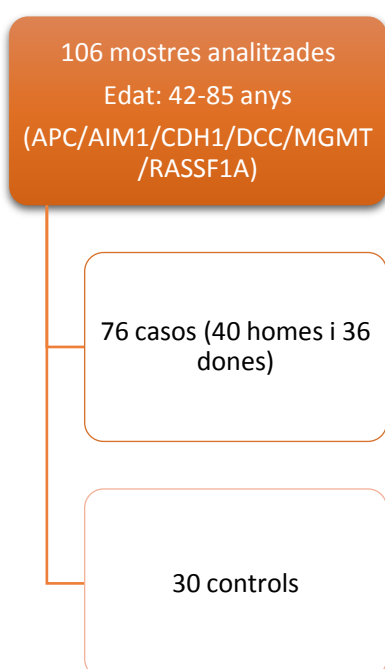 106 mostres analitzades
Edat: 42-85 anys
(APC/AIM1/CDH1/DCC/MGMT
/RASSF1A)
76 casos (40 homes i 36
dones)
30 controls